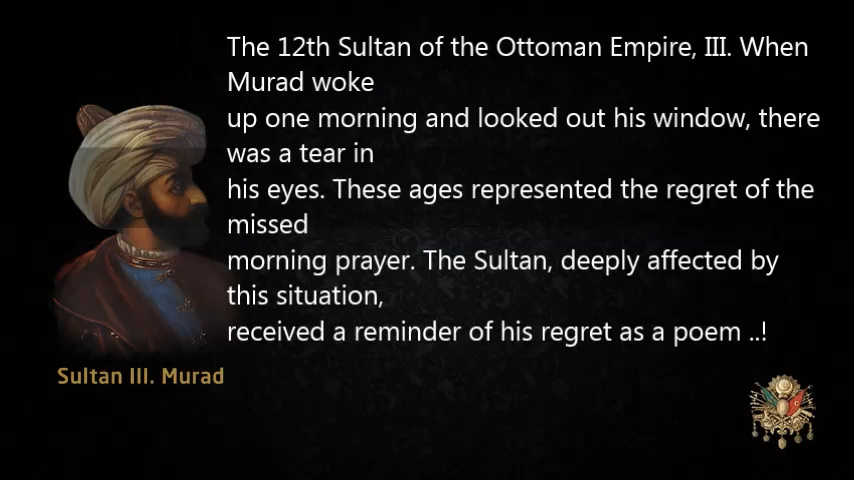 The 12th Sultan of the Ottoman Empire, III. When
Murad woke
up one morning and looked out his window, there
was a tear in
his eyes. These ages represented the regret of the
missed
morning prayer. The Sultan, deeply affected by
this situation,
received a reminder of his regret as a poem ..!
Sultan III. Murad